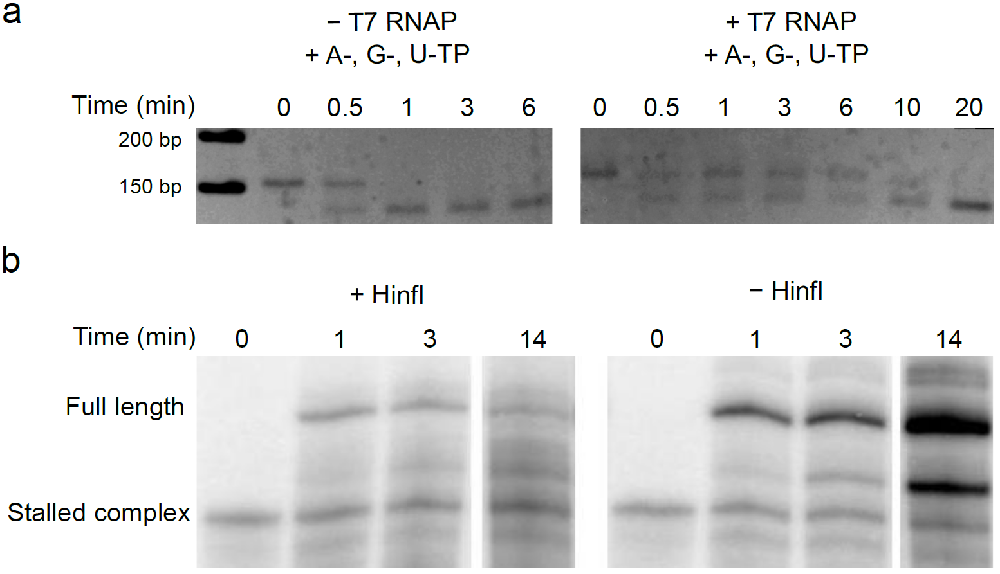 a
− T7 RNAP
+ A-, G-, U-TP
+ T7 RNAP
+ A-, G-, U-TP
Time (min) 0 0.5 1 3 6 0 0.5 1 3 6 10 20
200 bp
150 bp
b
+ HinfI
− HinfI
Time (min) 0 1 3 14 0 1 3 14
Full length
Stalled complex